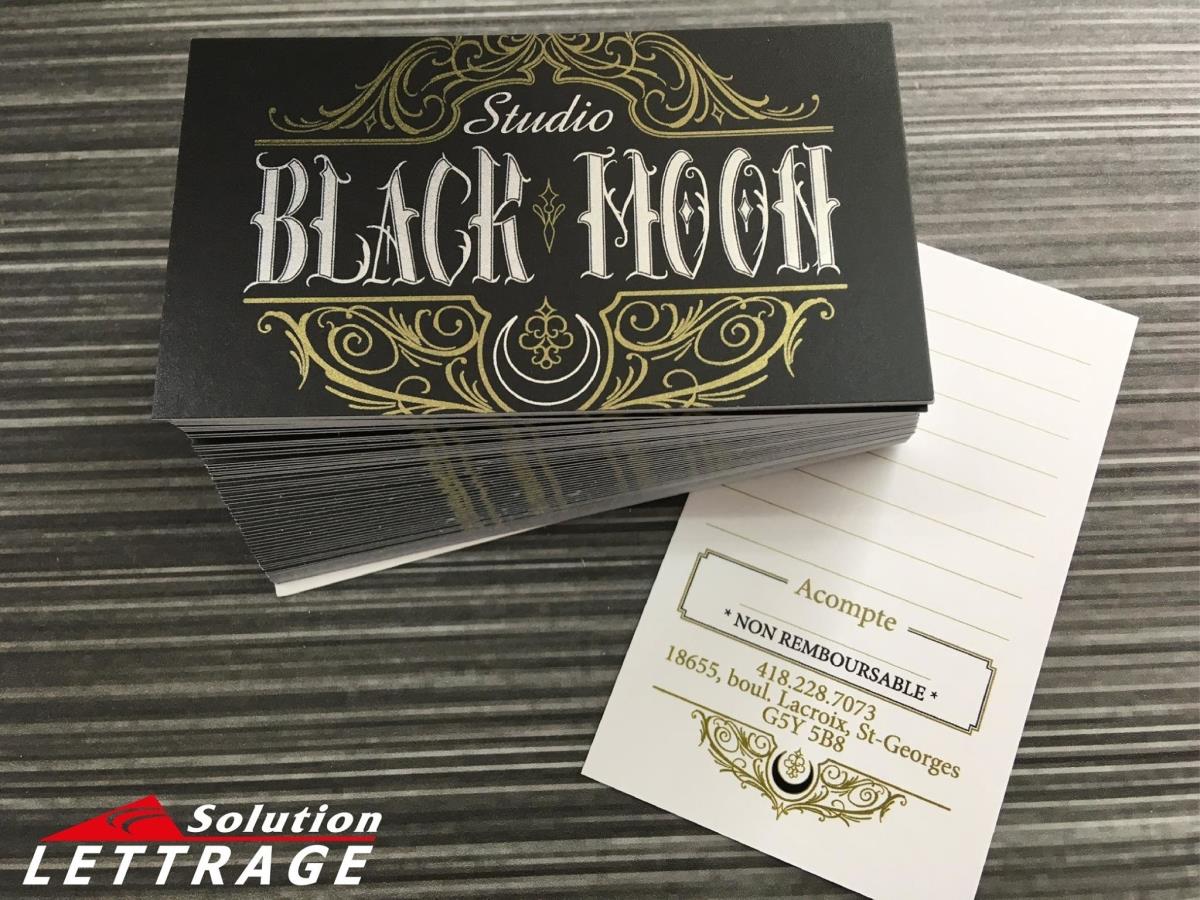 Studio
BLACK MOON
Acompte
* NON REMBOURSABLE *
418.228.7073
18655, boul. Lacroix, St-Georges
G5Y 5B8
Solution
LETTRAGE